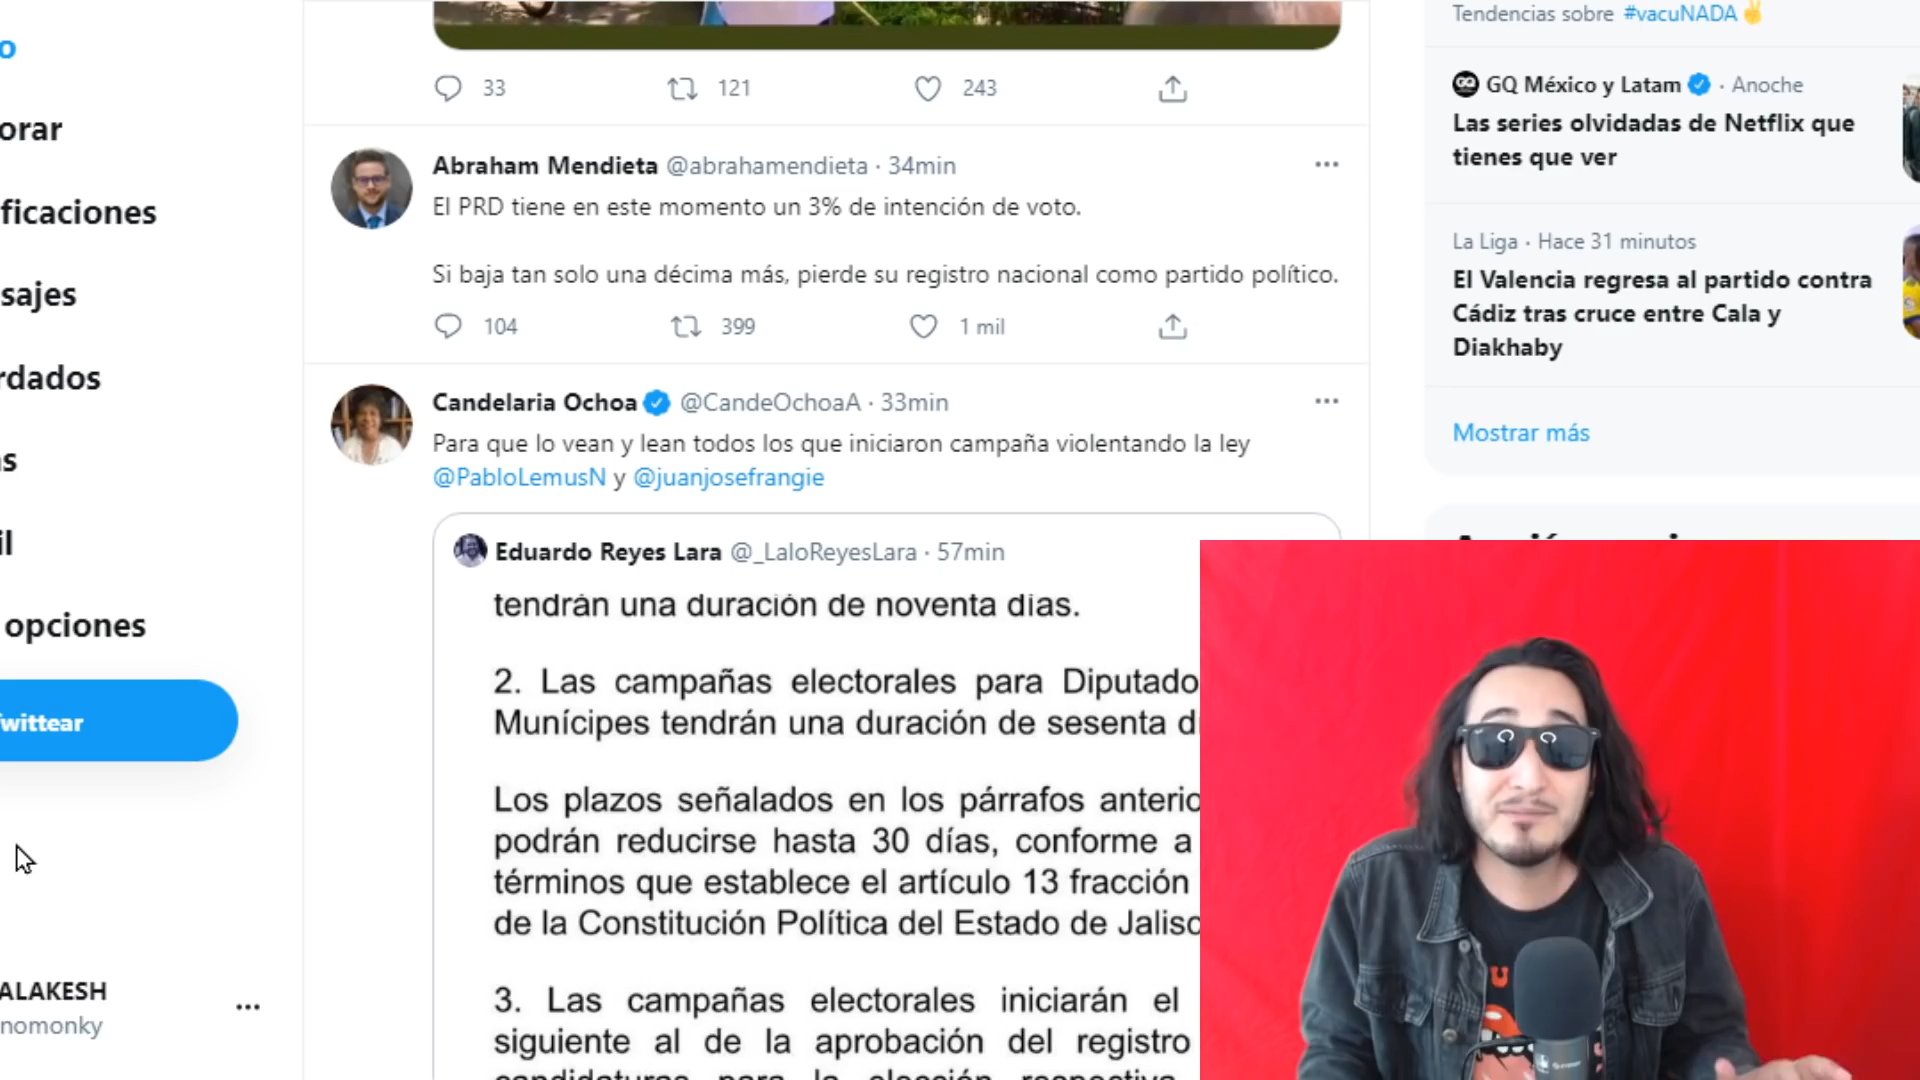 o
orar
ficaciones
sajes
rdados
s
il
opciones
wittear
ALAKESH
nomonky
33 121 243
Abraham Mendieta @abrahamendieta · 34min
El PRD tiene en este momento un 3% de intención de voto.
Si baja tan solo una décima más, pierde su registro nacional como partido político.
104 399 1 mil
Candelaria Ochoa @CandeOchoaA · 33min
Para que lo vean y lean todos los que iniciaron campaña violentando la ley
@PabloLemusN y @juanjosefrangie
Eduardo Reyes Lara @_LaloReyesLara · 57min
tendrán una duración de noventa días.
2. Las campañas electorales para Diputado
Munícipes tendrán una duración de sesenta d
Los plazos señalados en los párrafos anterio
podrán reducirse hasta 30 días, conforme a
términos que establece el artículo 13 fracción
de la Constitución Política del Estado de Jalisc
3. Las campañas electorales iniciarán el
siguiente al de la aprobación del registro
candidaturas para la elección respectiva
Tendencias sobre #vacuNADA✌
GQ México y Latam · Anoche
Las series olvidadas de Netflix que
tienes que ver
La Liga · Hace 31 minutos
El Valencia regresa al partido contra
Cádiz tras cruce entre Cala y
Diakhaby
Mostrar más